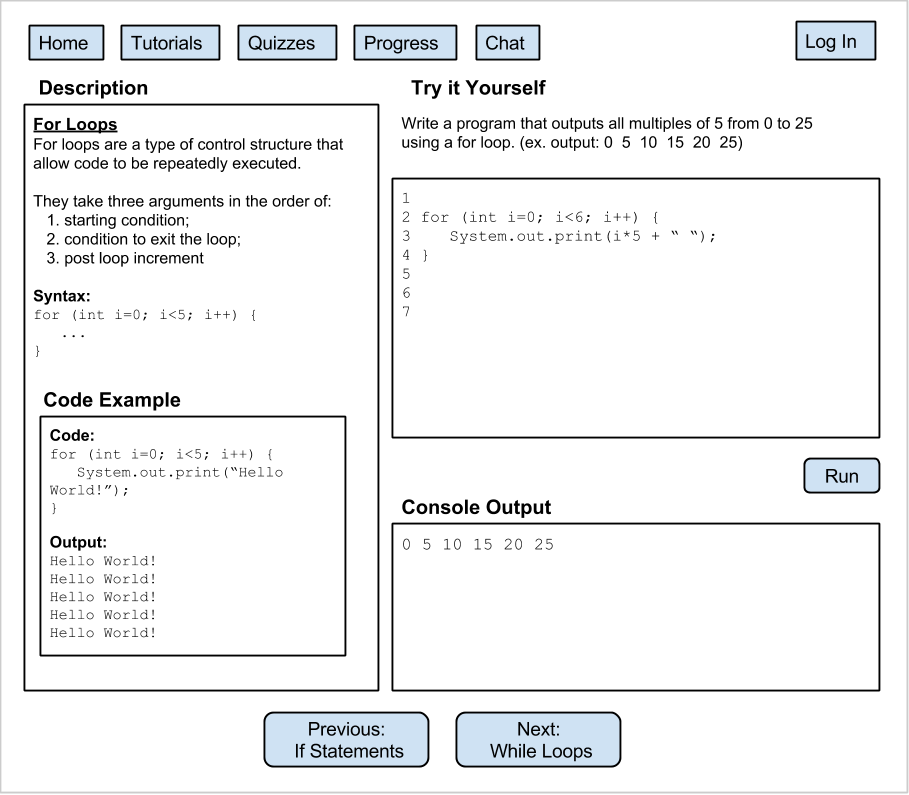 Home Tutorials Quizzes Progress Chat Log In
Description
For Loops
For loops are a type of control structure that
allow code to be repeatedly executed.
They take three arguments in the order of:
1. starting condition;
2. condition to exit the loop;
3. post loop increment
Syntax:
for (int i=0; i<5; i++) {
...
}
Code Example
Code:
for (int i=0; i<5; i++) {
System.out.print(“Hello
World!”);
}
Output:
Hello World!
Hello World!
Hello World!
Hello World!
Hello World!
Try it Yourself
Write a program that outputs all multiples of 5 from 0 to 25
using a for loop. (ex. output: 0 5 10 15 20 25)
1
2 for (int i=0; i<6; i++) {
3 System.out.print(i*5 + “ “);
4 }
5
6
7
Run
Console Output
0 5 10 15 20 25
Previous:
If Statements
Next:
While Loops